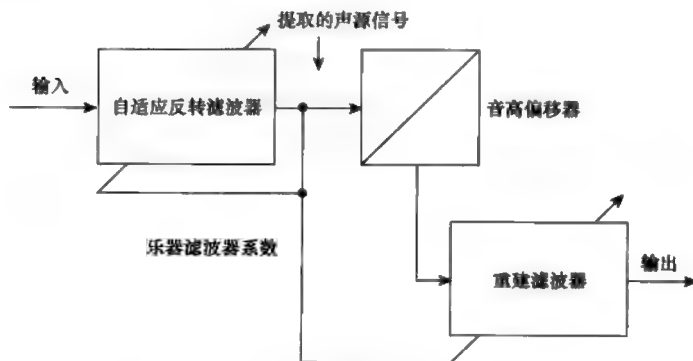 提取的声源信号
输入
自适应反转滤波器
音高偏移器
乐器滤波器系数
重建滤波器
输出